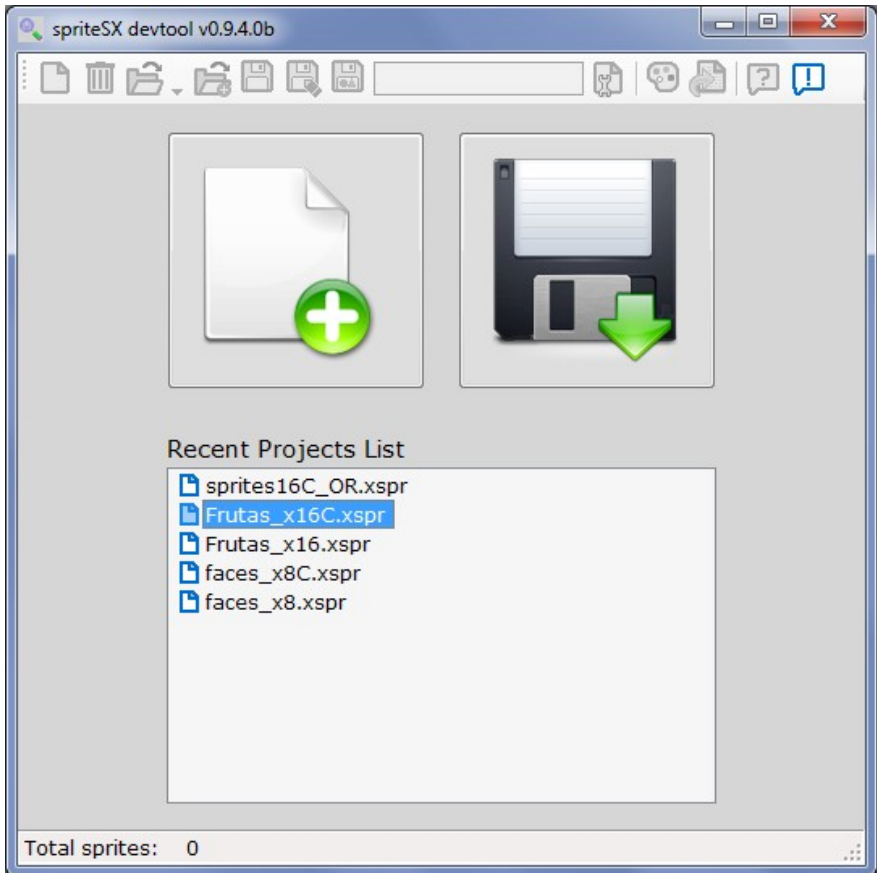 spriteSX devtool v0.9.4.0b
Recent Projects List
sprites16C_OR.xspr
Frutas_x16C.xspr
Frutas_x16.xspr
faces_x8C.xspr
faces_x8.xspr
Total sprites: 0